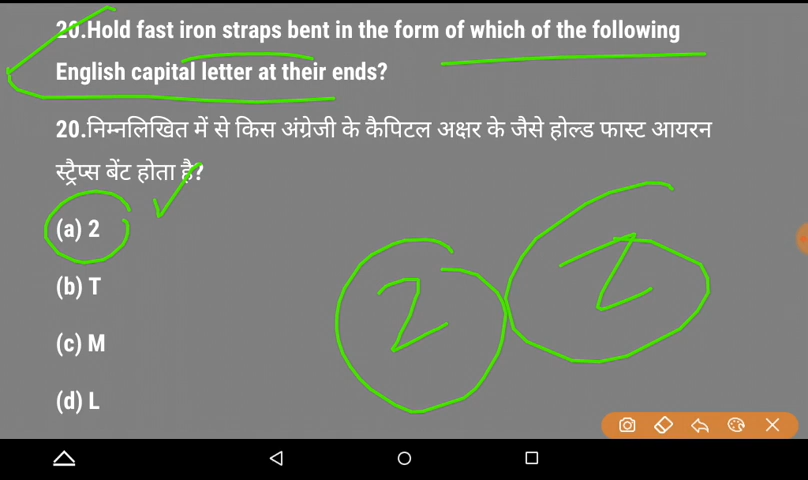 20.Hold fast iron straps bent in the form of which of the following
English capital letter at their ends?
20.निम्नलिखित में से किस अंग्रेजी के कैपिटल अक्षर के जैसे होल्ड फास्ट आयरन
स्ट्रैप्स बेंट होता है?
(a) 2
(b) T
(c) M
(d) L
Z Z